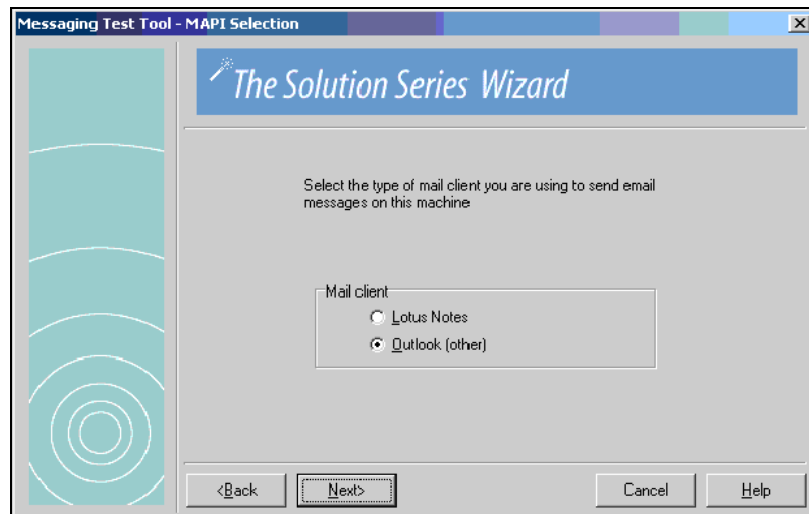 Messaging Test Tool - MAPI Selection
The Solution Series Wizard
Select the type of mail client you are using to send email
messages on this machine
Mail client
Lotus Notes
Outlook (other)
<Back
Next>
Cancel
Help